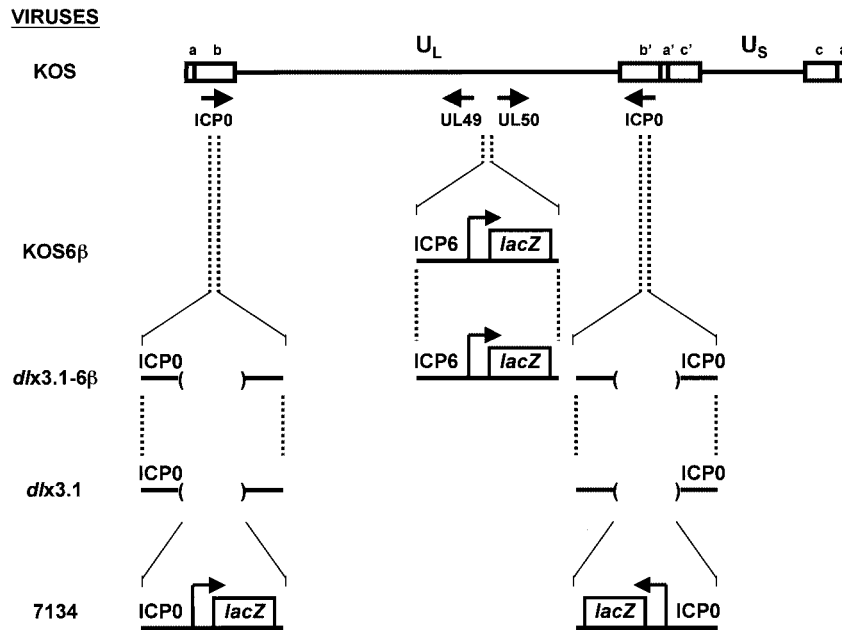 VIRUSES
U_L
U_S
a b b' a' c' c a
KOS
ICP0 UL49 UL50 ICP0
KOS6β
ICP6 lacZ
dlx3.1-6β
ICP0 ICP6 lacZ ICP0
dlx3.1
ICP0 ICP0
7134
ICP0 lacZ lacZ ICP0